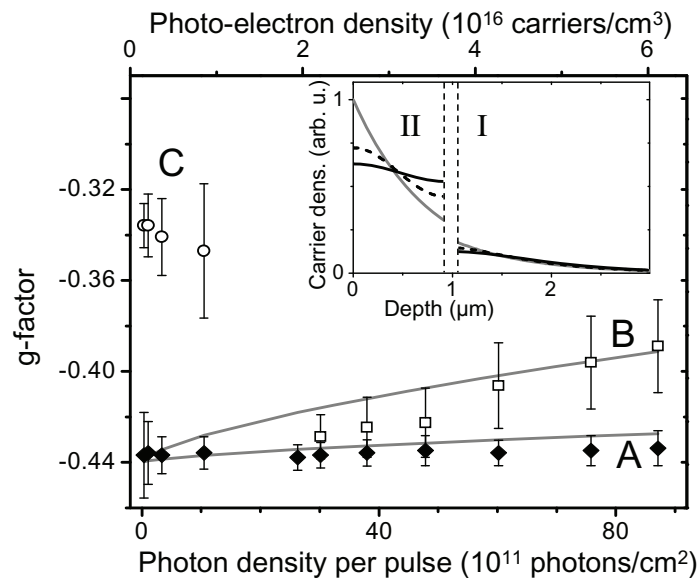 Photo-electron density (10¹⁶ carriers/cm³)
0 2 4 6
C
B
A
-0.32
-0.36
-0.40
-0.44
g-factor
0 40 80
Photon density per pulse (10¹¹ photons/cm²)
1
0
Carrier dens. (arb. u.)
II I
0 1 2
Depth (µm)